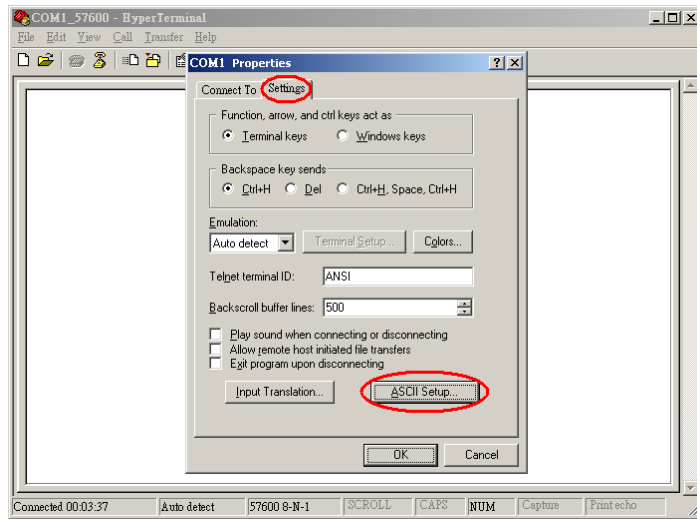 COM1_57600 - HyperTerminal
File Edit View Call Transfer Help
COM1 Properties
Connect To Settings
Function, arrow, and ctrl keys act as
Terminal keys Windows keys
Backspace key sends
Ctrl+H Del Ctrl+H, Space, Ctrl+H
Emulation:
Auto detect Terminal Setup... Colors...
Telnet terminal ID: ANSI
Backscroll buffer lines: 500
Play sound when connecting or disconnecting
Allow remote host initiated file transfers
Exit program upon disconnecting
Input Translation... ASCII Setup...
OK Cancel
Connected 00:03:37 Auto detect 57600 8-N-1 SCROLL CAPS NUM Capture Print echo